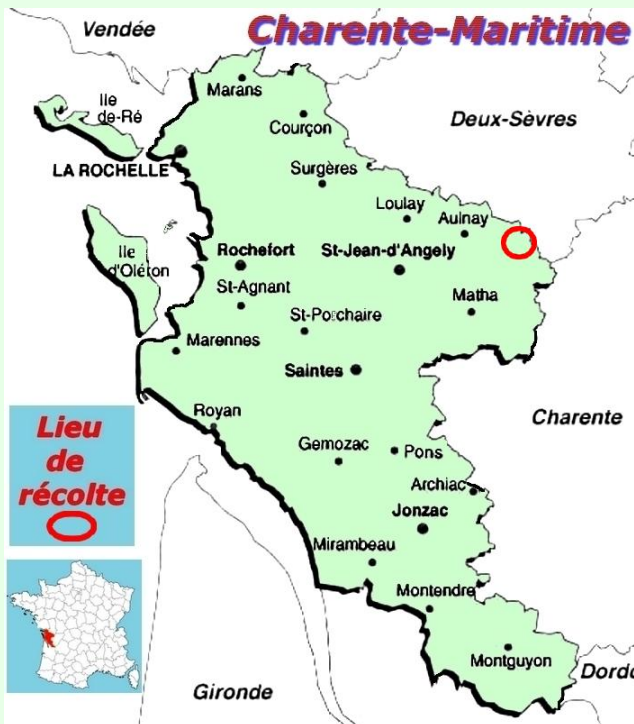 Charente-Maritime
Vendée
Marans
Ile
de-Ré
Courçon
Deux-Sèvres
LA ROCHELLE
Surgères
Loulay
Aulnay
Ile
d'Oléron
Rochefort
St-Jean-d'Angely
St-Agnant
Matha
St-Porchaire
Marennes
Saintes
Royan
Charente
Lieu
de
récolte
Gemozac
Pons
Archiac
Jonzac
Mirambeau
Montendre
Montguyon
Dordo
Gironde